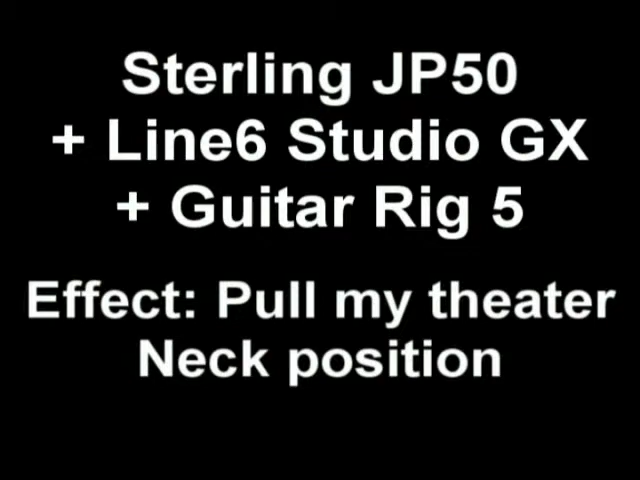 Sterling JP50
+ Line6 Studio GX
+ Guitar Rig 5
Effect: Pull my theater
Neck position